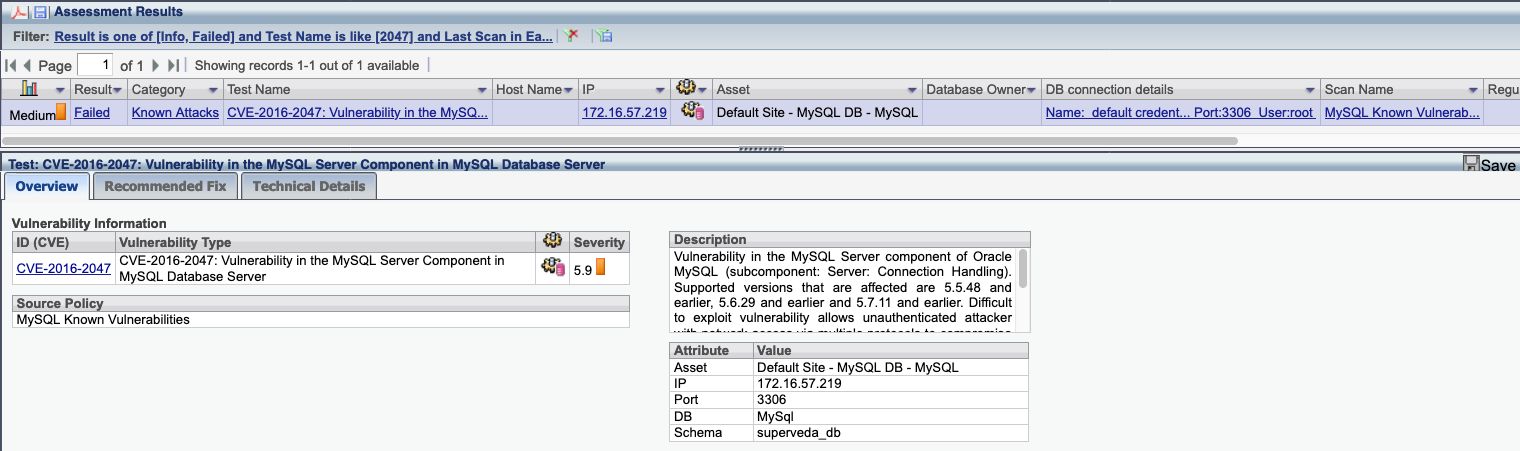 Assessment Results
Filter: Result is one of [Info, Failed] and Test Name is like [2047] and Last Scan in Ea...
Page 1 of 1 Showing records 1-1 out of 1 available
Result Category Test Name Host Name IP Asset Database Owner DB connection details Scan Name Regu
Medium Failed Known Attacks CVE-2016-2047: Vulnerability in the MySQ... 172.16.57.219 Default Site - MySQL DB - MySQL Name: default credent... Port:3306 User:root MySQL Known Vulnerab...
Test: CVE-2016-2047: Vulnerability in the MySQL Server Component in MySQL Database Server
Save
Overview Recommended Fix Technical Details
Vulnerability Information
ID (CVE) Vulnerability Type Severity
CVE-2016-2047 CVE-2016-2047: Vulnerability in the MySQL Server Component in
MySQL Database Server
5.9
Source Policy
MySQL Known Vulnerabilities
Description
Vulnerability in the MySQL Server component of Oracle
MySQL (subcomponent: Server: Connection Handling).
Supported versions that are affected are 5.5.48 and
earlier, 5.6.29 and earlier and 5.7.11 and earlier. Difficult
to exploit vulnerability allows unauthenticated attacker
with network access via multiple protocols to compromise
Attribute Value
Asset Default Site - MySQL DB - MySQL
IP 172.16.57.219
Port 3306
DB MySql
Schema superveda_db